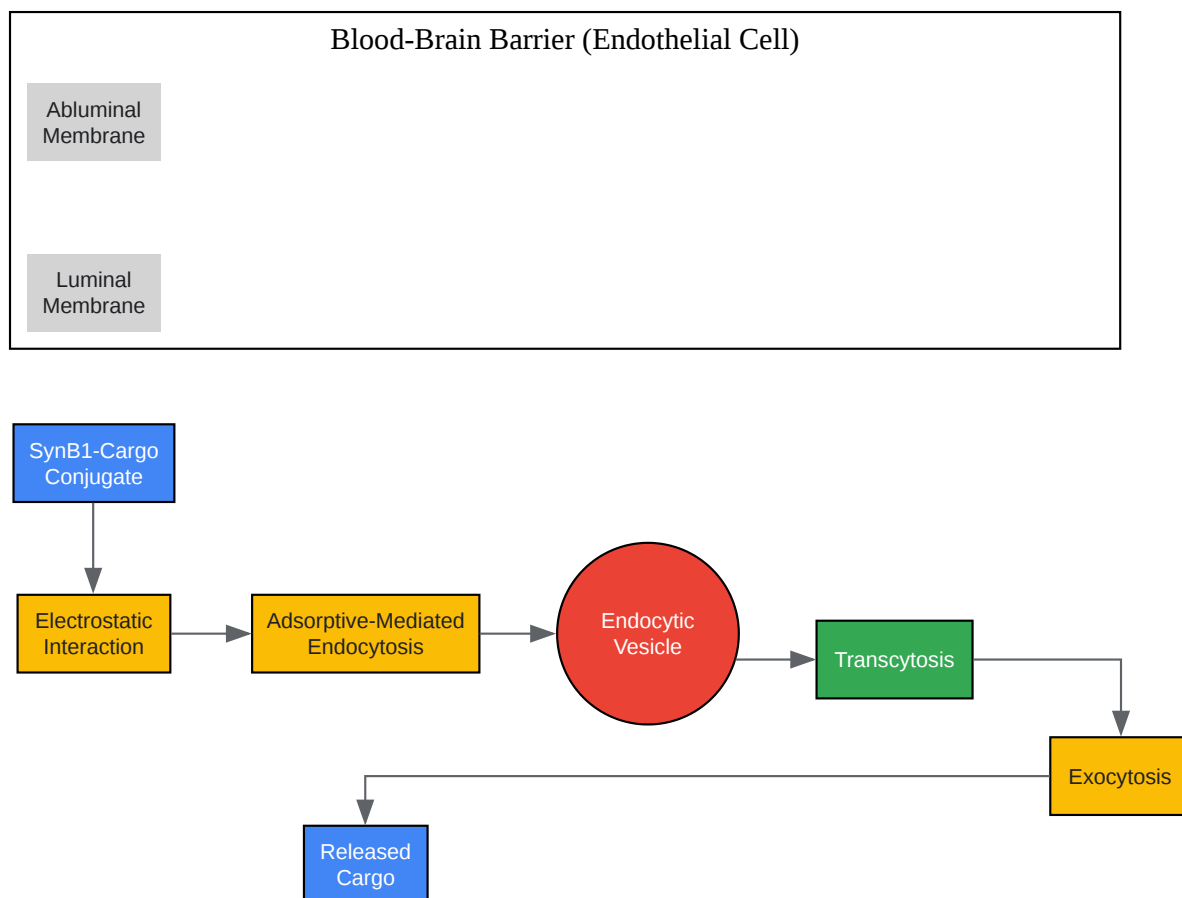 Blood-Brain Barrier (Endothelial Cell)
Abluminal
Membrane
Luminal
Membrane
SynB1-Cargo
Conjugate
Electrostatic
Interaction
Adsorptive-Mediated
Endocytosis
Endocytic
Vesicle
Transcytosis
Exocytosis
Released
Cargo